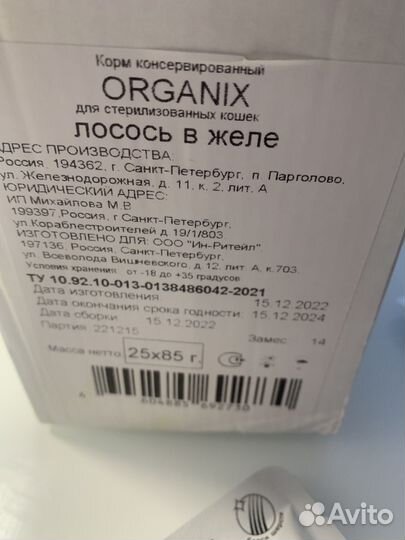 Корм консервированный
ORGANIX
для стерилизованных кошек
лосось в желе
АДРЕС ПРОИЗВОДСТВА:
Россия, 194362, г. Санкт-Петербург, п. Парголово,
ул. Железнодорожная, д. 11, к. 2, лит. А
ЮРИДИЧЕСКИЙ АДРЕС:
ИП Михайлова М.В
199397,Россия, г Санкт-Петербург,
ул.Кораблестроителей д.19/1/803.
ИЗГОТОВЛЕНО ДЛЯ: ООО "Ин-Ритейл",
197136, Россия, Санкт-Петербург,
ул. Всеволода Вишневского, д. 12, лит. А, к.703.
Условия хранения от -18 до +35 градусов
ТУ 10.92.10-013-0138486042-2021
Дата изготовления 15.12.2022
Дата окончания срока годности: 15.12.2024
Дата сборки 15.12.2022
Партия: 221215 Замес: 14
Масса нетто 25x85 г.
4 604885 692730
Avito